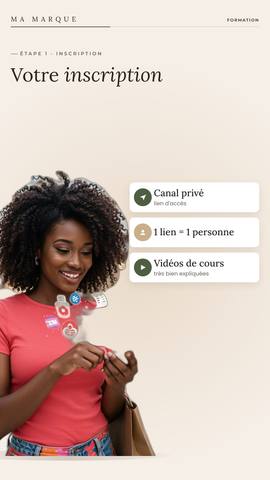 MA MARQUE
FORMATION
— ÉTAPE 1 · INSCRIPTION
Votre inscription
Canal privé
lien d'accès
1 lien = 1 personne
Vidéos de cours
très bien expliquées